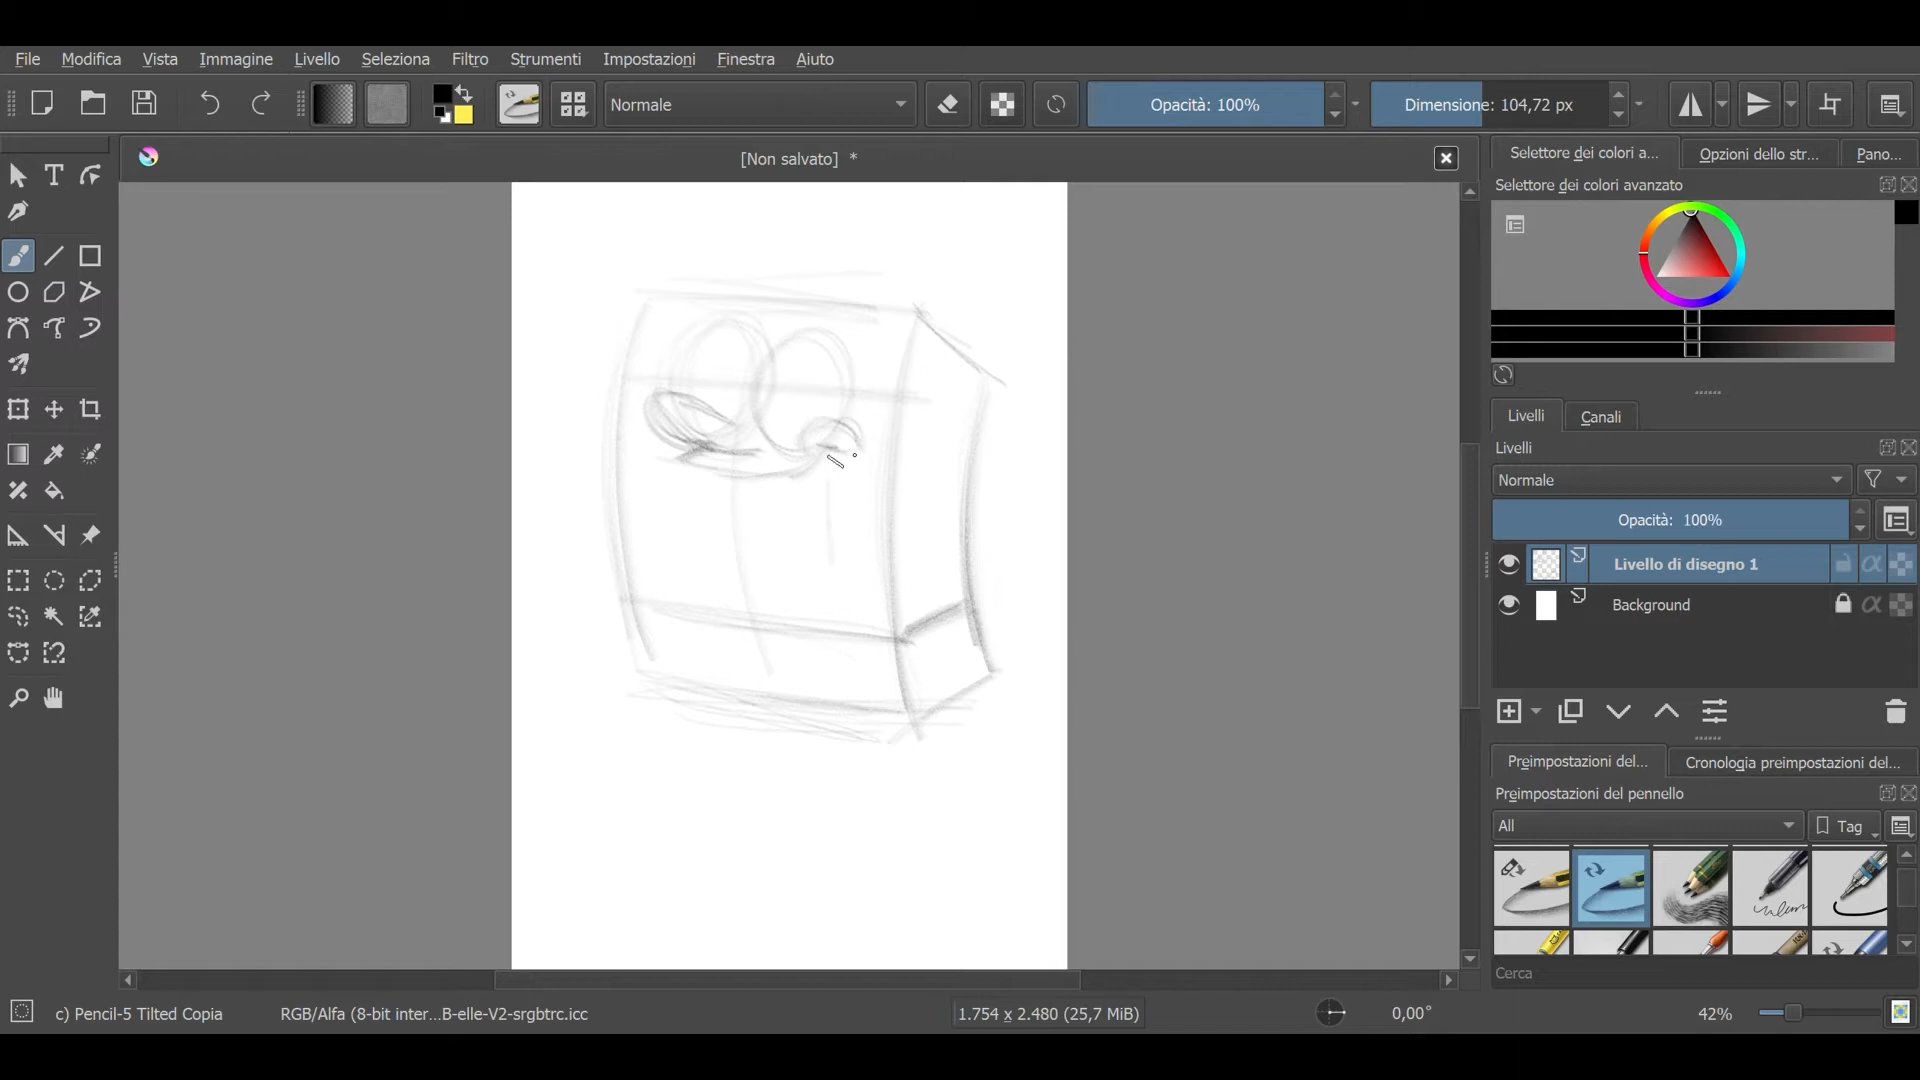 File Modifica Vista Immagine Livello Seleziona Filtro Strumenti Impostazioni Finestra Aiuto
Normale Opacità: 100% Dimensione: 104,72 px
[Non salvato] *
Selettore dei colori a... Opzioni dello str... Pano...
Selettore dei colori avanzato
Livelli Canali
Livelli
Normale
Opacità: 100%
Livello di disegno 1
Background
Preimpostazioni del... Cronologia preimpostazioni del...
Preimpostazioni del pennello
All Tag
Cerca
c) Pencil-5 Tilted Copia RGB/Alfa (8-bit inter...B-elle-V2-srgbtrc.icc 1.754 x 2.480 (25,7 MiB) 0,00° 42%